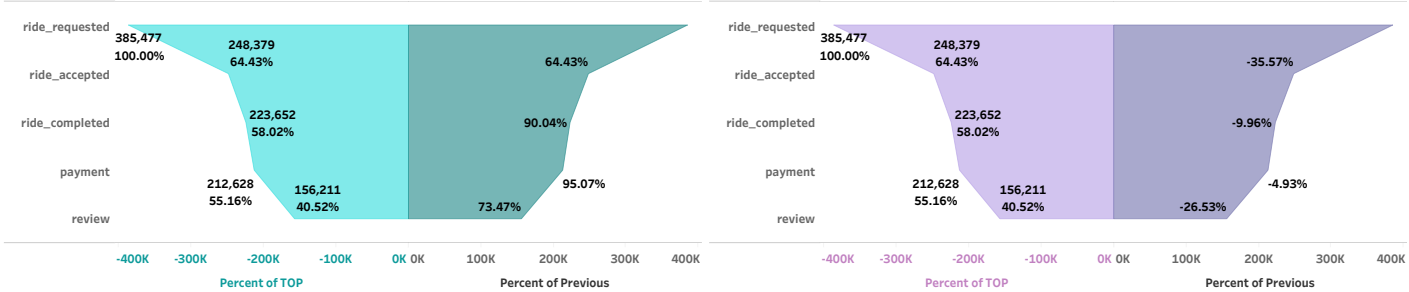 ride_requested
385,477
100.00%
248,379
64.43%
64.43%
ride_accepted
ride_completed
223,652
58.02%
90.04%
payment
212,628
55.16%
156,211
40.52%
95.07%
73.47%
review
-400K -300K -200K -100K 0K 0K 100K 200K 300K 400K
Percent of TOP Percent of Previous
ride_requested
385,477
100.00%
248,379
64.43%
-35.57%
ride_accepted
ride_completed
223,652
58.02%
-9.96%
payment
212,628
55.16%
156,211
40.52%
-4.93%
-26.53%
review
-400K -300K -200K -100K 0K 0K 100K 200K 300K 400K
Percent of TOP Percent of Previous